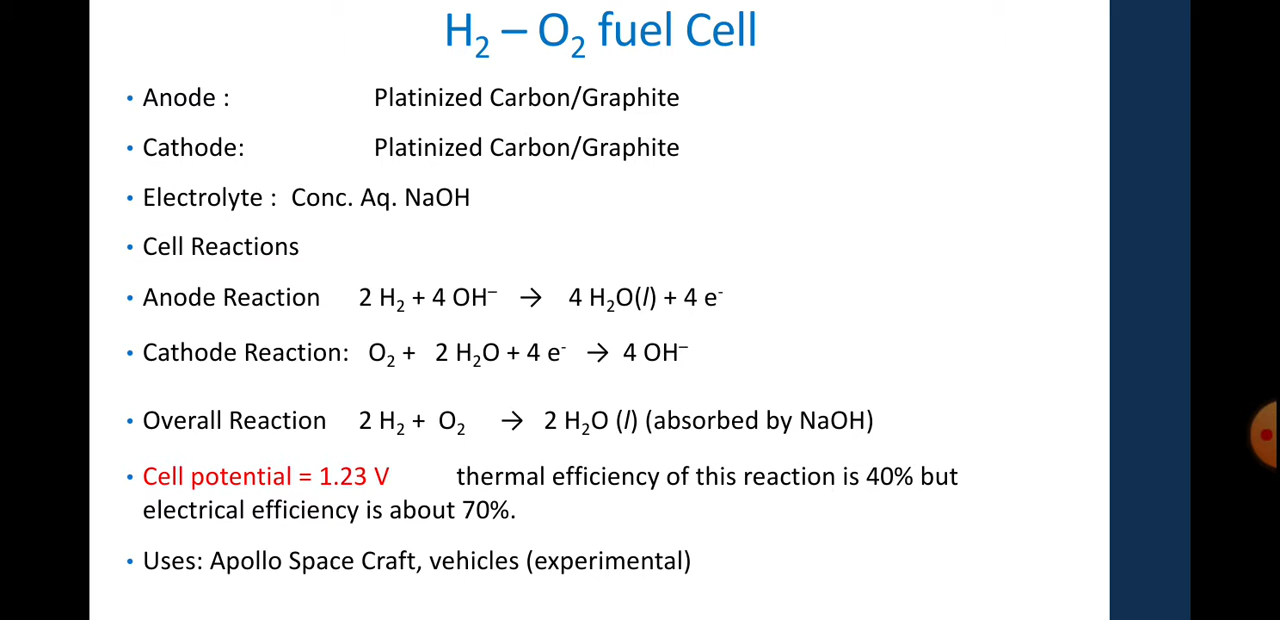 H₂ – O₂ fuel Cell
• Anode : Platinized Carbon/Graphite
• Cathode: Platinized Carbon/Graphite
• Electrolyte : Conc. Aq. NaOH
• Cell Reactions
• Anode Reaction 2 H₂ + 4 OH⁻ → 4 H₂O(l) + 4 e⁻
• Cathode Reaction: O₂ + 2 H₂O + 4 e⁻ → 4 OH⁻
• Overall Reaction 2 H₂ + O₂ → 2 H₂O (l) (absorbed by NaOH)
• Cell potential = 1.23 V thermal efficiency of this reaction is 40% but
electrical efficiency is about 70%.
• Uses: Apollo Space Craft, vehicles (experimental)